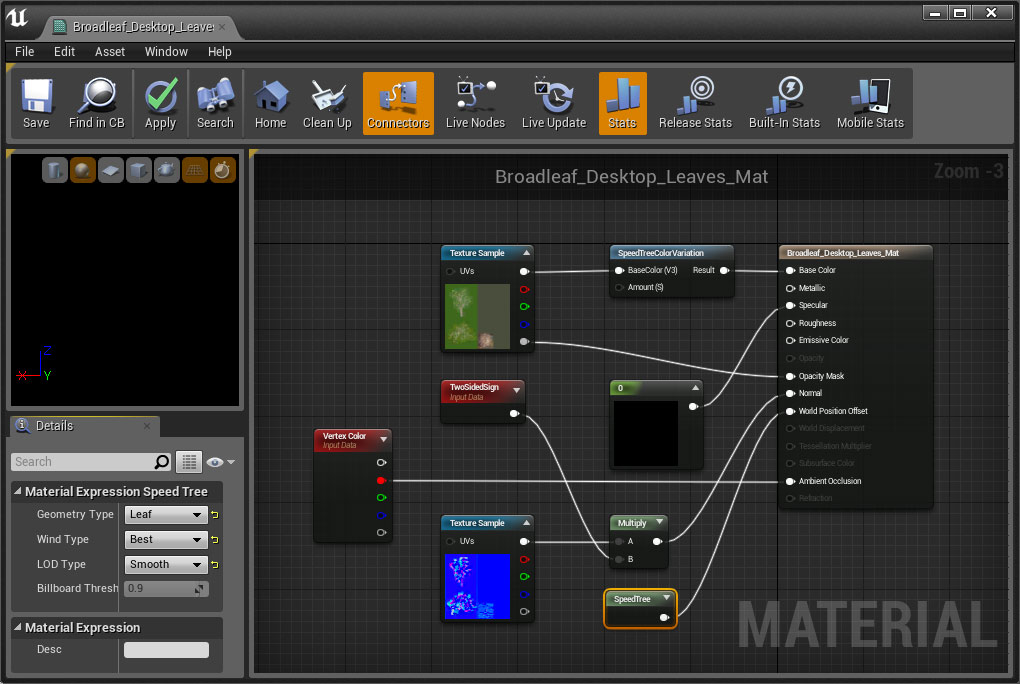 Broadleaf_Desktop_Leave
File Edit Asset Window Help
Save Find in CB Apply Search Home Clean Up Connectors Live Nodes Live Update Stats Release Stats Built-In Stats Mobile Stats
Broadleaf_Desktop_Leaves_Mat
Zoom -3
Z
X
Y
Details
Search
Material Expression Speed Tree
Geometry Type Leaf
Wind Type Best
LOD Type Smooth
Billboard Thresh 0.9
Material Expression
Desc
Texture Sample
UVs
SpeedTreeColorVariation
BaseColor (V3) Result
Amount (S)
TwoSidedSign
Input Data
0
Vertex Color
Input Data
Texture Sample
UVs
Multiply
A
B
SpeedTree
Broadleaf_Desktop_Leaves_Mat
Base Color
Metallic
Specular
Roughness
Emissive Color
Opacity
Opacity Mask
Normal
World Position Offset
World Displacement
Tessellation Multiplier
Subsurface Color
Ambient Occlusion
Refraction
MATERIAL